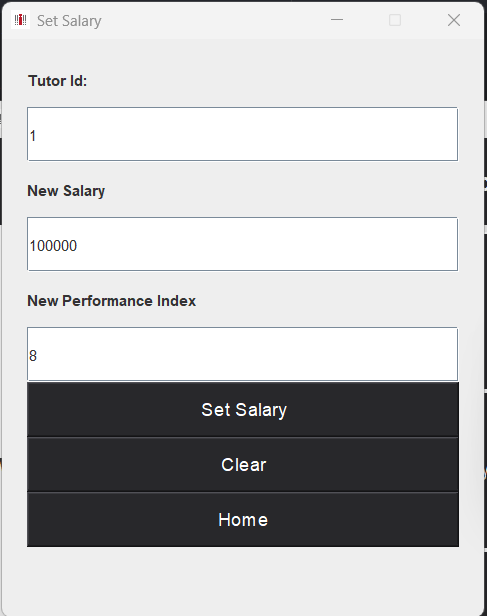 Set Salary
Tutor Id:
1
New Salary
100000
New Performance Index
8
Set Salary
Clear
Home